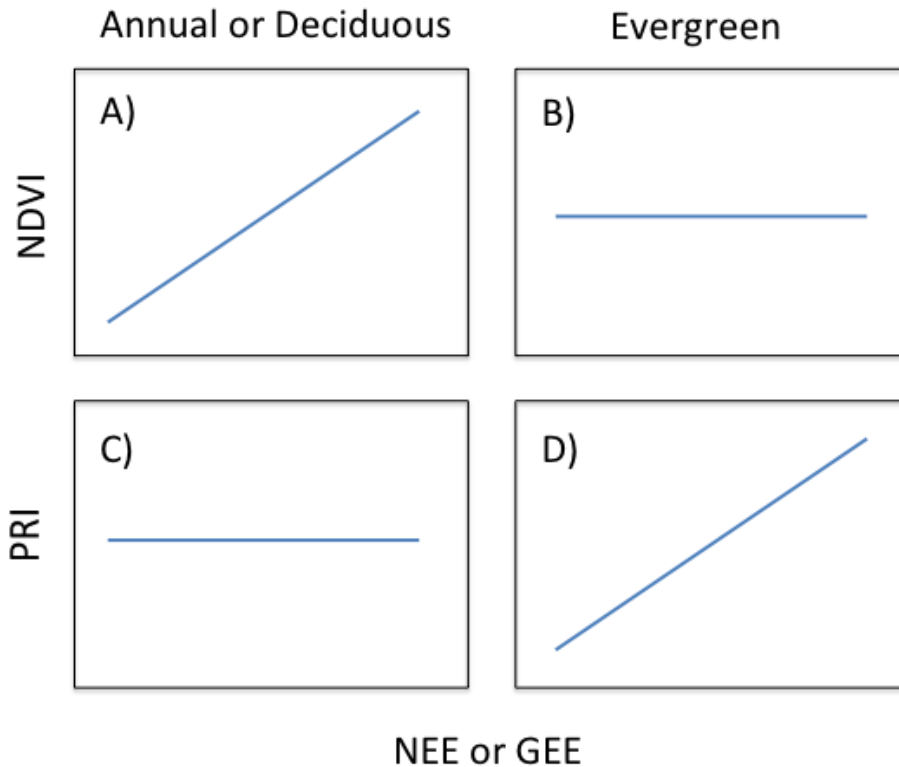 Annual or Deciduous
Evergreen
NDVI
A)
B)
PRI
C)
D)
NEE or GEE